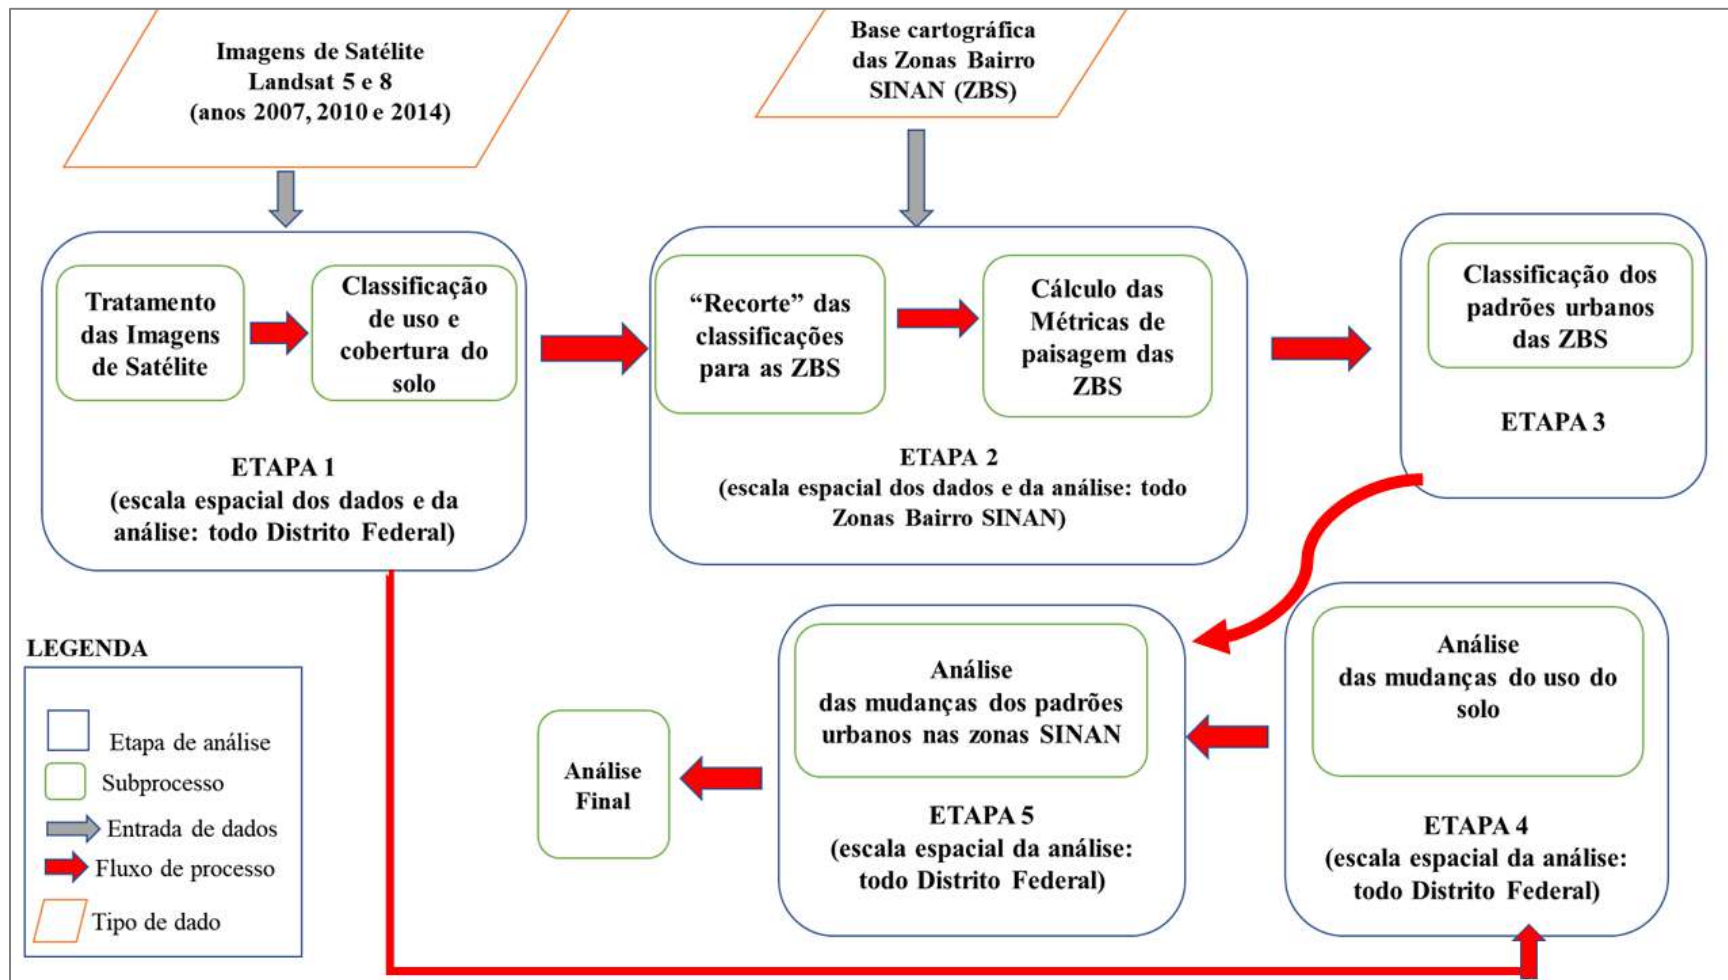 Imagens de Satélite
Landsat 5 e 8
(anos 2007, 2010 e 2014)
Base cartográfica
das Zonas Bairro
SINAN (ZBS)
Tratamento
das Imagens
de Satélite
Classificação
de uso e
cobertura do
solo
ETAPA 1
(escala espacial dos dados e da
análise: todo Distrito Federal)
“Recorte” das
classificações
para as ZBS
Cálculo das
Métricas de
paisagem das
ZBS
ETAPA 2
(escala espacial dos dados e da análise: todo
Zonas Bairro SINAN)
Classificação dos
padrões urbanos
das ZBS
ETAPA 3
Análise
das mudanças do uso do
solo
ETAPA 4
(escala espacial da análise:
todo Distrito Federal)
Análise
das mudanças dos padrões
urbanos nas zonas SINAN
ETAPA 5
(escala espacial da análise:
todo Distrito Federal)
Análise
Final
LEGENDA
Etapa de análise
Subprocesso
Entrada de dados
Fluxo de processo
Tipo de dado